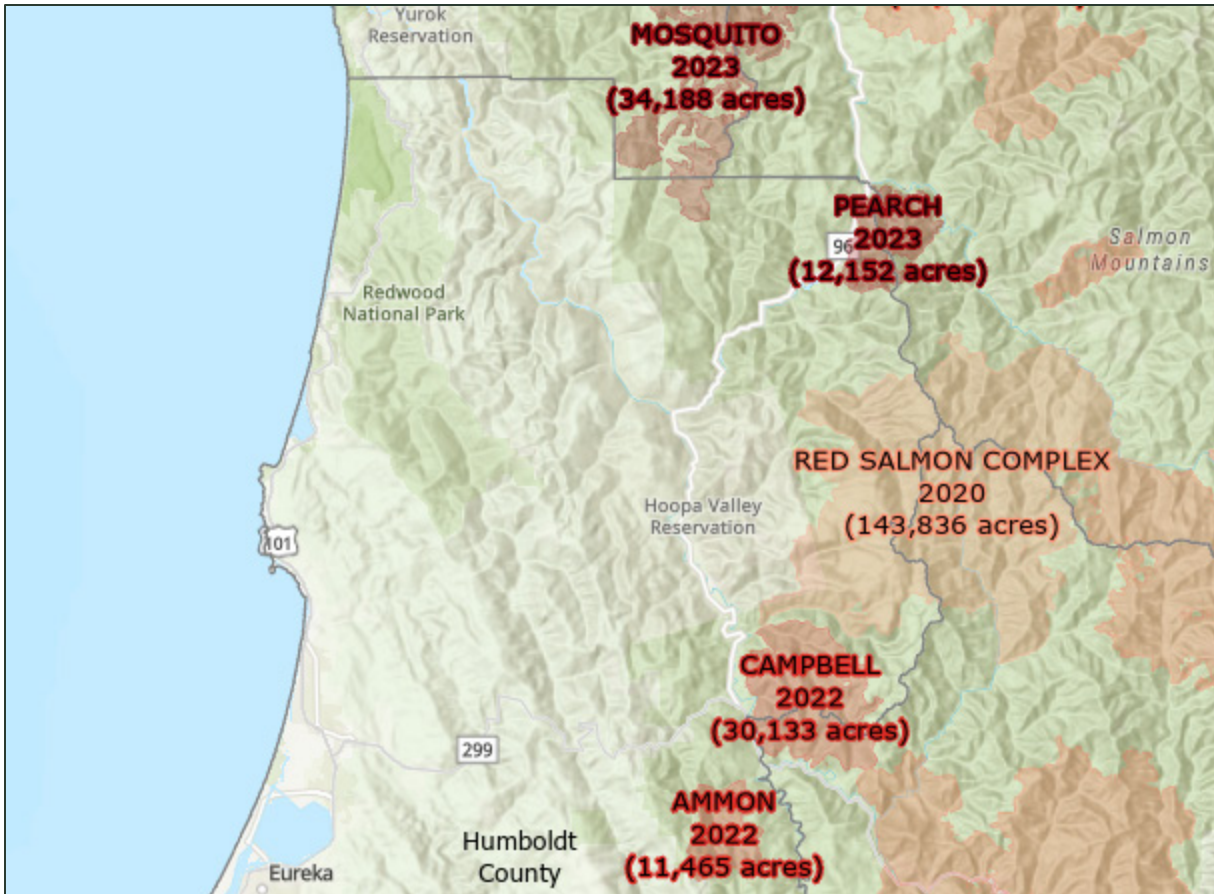 Yurok
Reservation
MOSQUITO
2023
(34,188 acres)
PEARCH
2023
(12,152 acres)
96
Salmon
Mountains
Redwood
National Park
RED SALMON COMPLEX
2020
(143,836 acres)
Hoopa Valley
Reservation
101
CAMPBELL
2022
(30,133 acres)
299
AMMON
2022
(11,465 acres)
Humboldt
County
Eureka